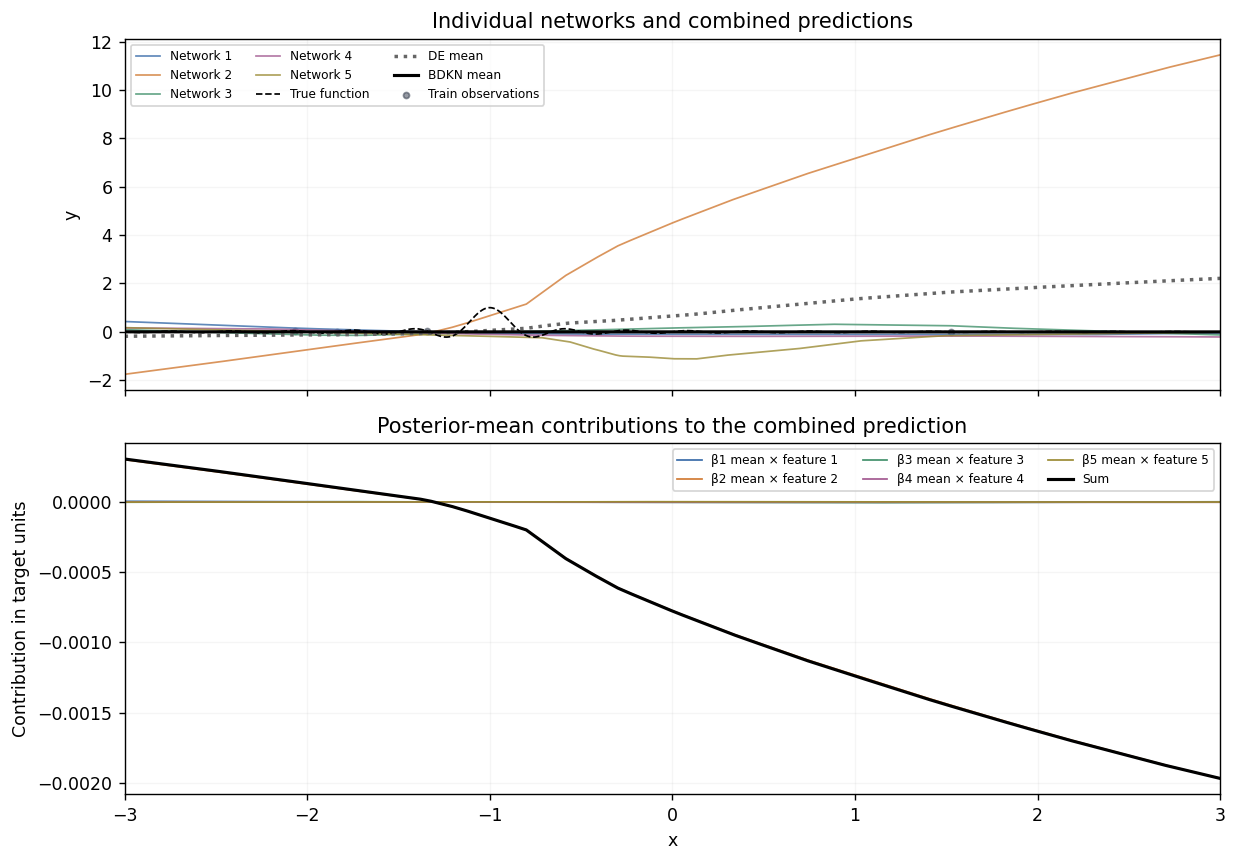 Individual networks and combined predictions
12
10
8
6
4
2
0
−2
y
Network 1 Network 4 DE mean
Network 2 Network 5 BDKN mean
Network 3 True function Train observations
Posterior-mean contributions to the combined prediction
0.0000
−0.0005
−0.0010
−0.0015
−0.0020
Contribution in target units
β1 mean × feature 1 β3 mean × feature 3 β5 mean × feature 5
β2 mean × feature 2 β4 mean × feature 4 Sum
−3 −2 −1 0 1 2 3
x